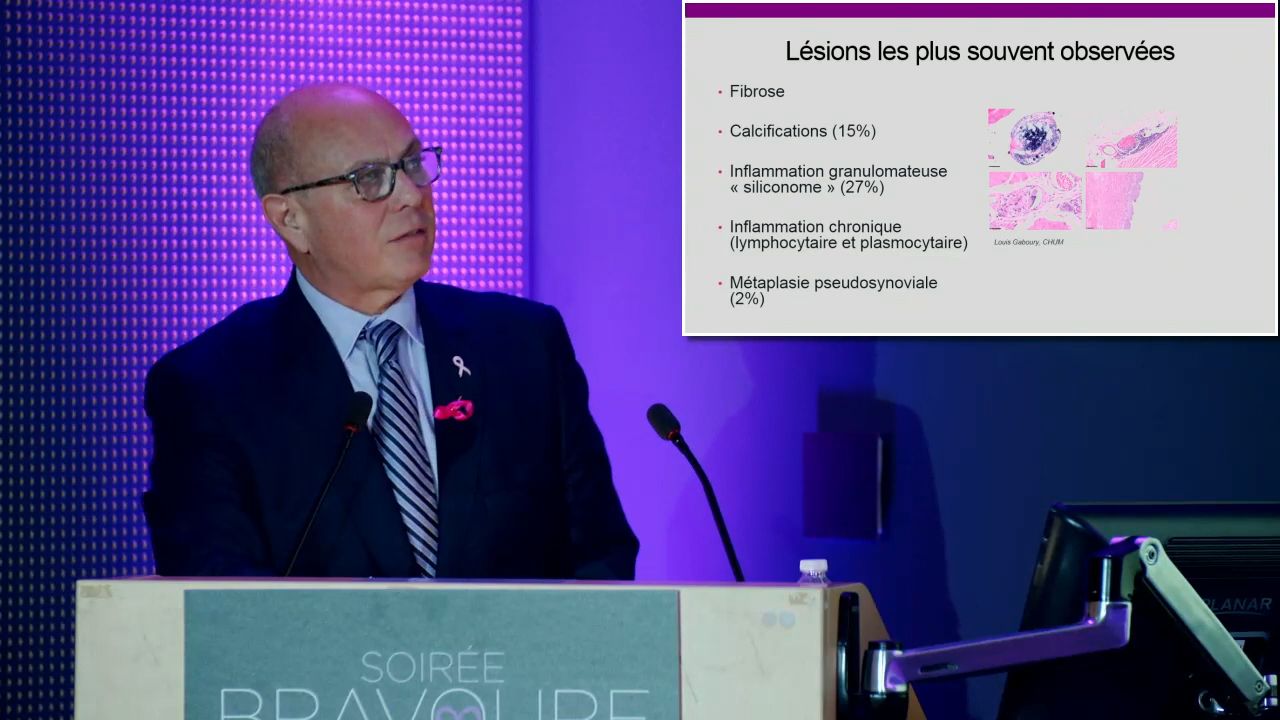 Lésions les plus souvent observées
• Fibrose
• Calcifications (15%)
• Inflammation granulomateuse
« siliconome » (27%)
• Inflammation chronique
(lymphocytaire et plasmocytaire)
• Métaplasie pseudosynoviale
(2%)
Louis Gaboury, CHUM
PLANAR
SOIRÉE
BRAVOURE